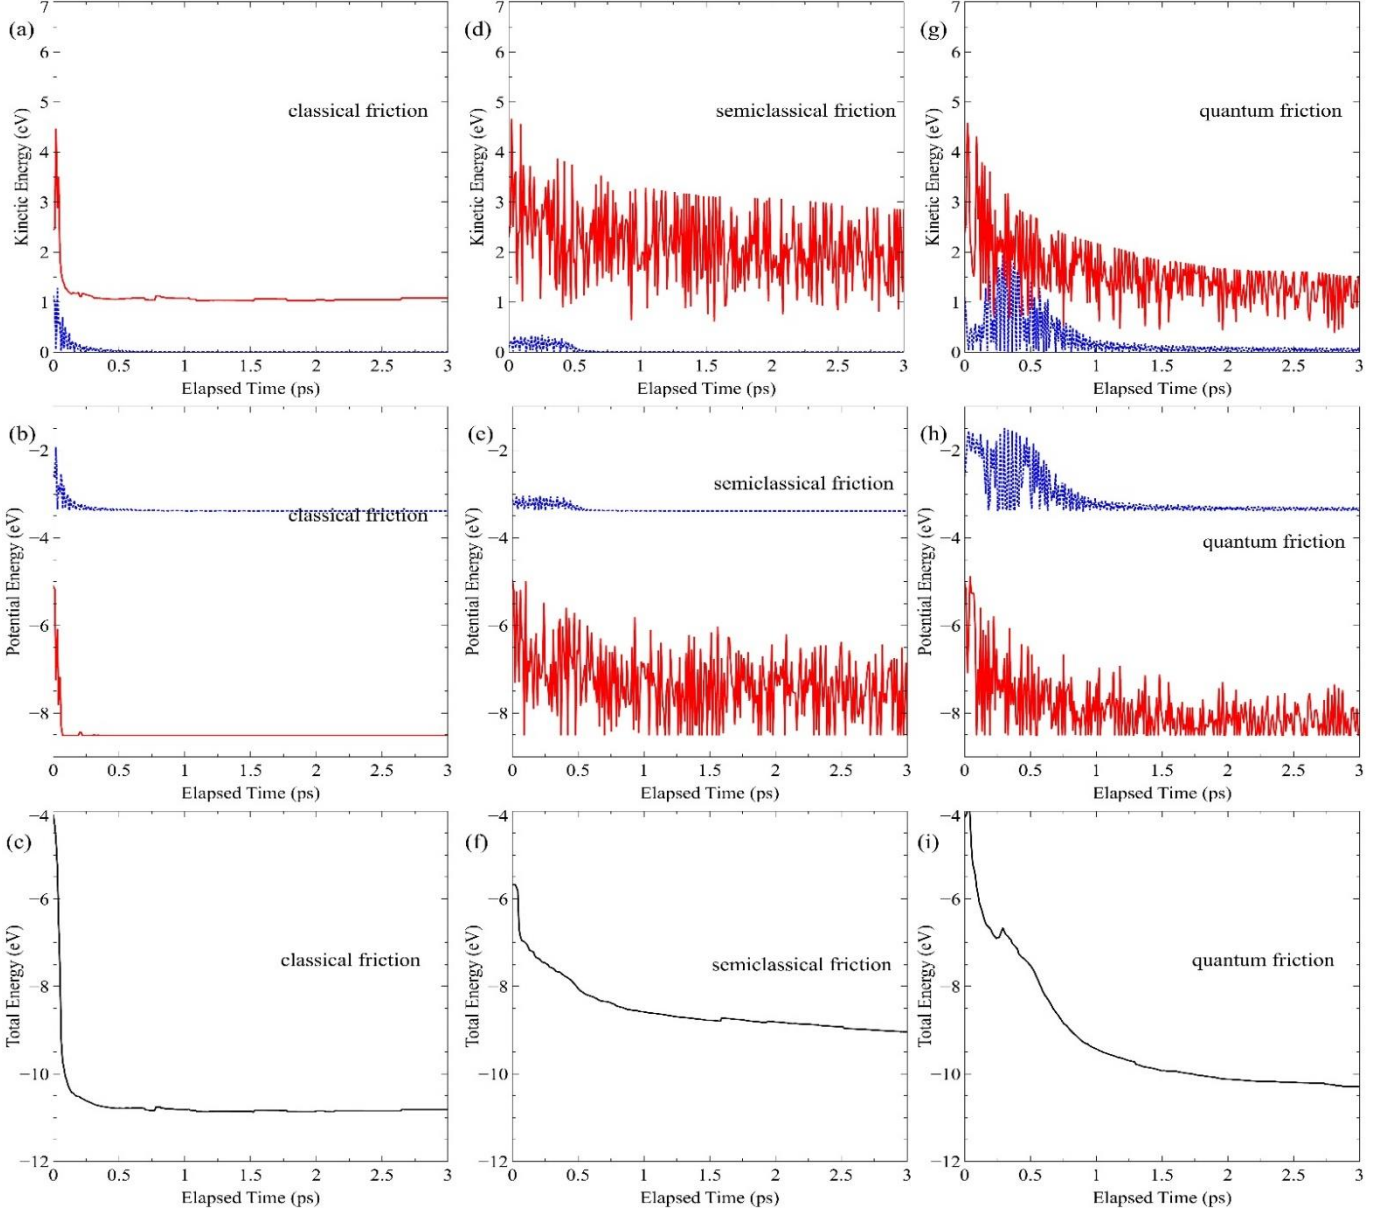 (a)
7
6
5
4
3
2
1
0
Kinetic Energy (eV)
classical friction
0 0.5 1 1.5 2 2.5 3
Elapsed Time (ps)
(d)
7
6
5
4
3
2
1
0
Kinetic Energy (eV)
semiclassical friction
0 0.5 1 1.5 2 2.5 3
Elapsed Time (ps)
(g)
7
6
5
4
3
2
1
0
Kinetic Energy (eV)
quantum friction
0 0.5 1 1.5 2 2.5 3
Elapsed Time (ps)
(b)
−2
−4
−6
−8
Potential Energy (eV)
classical friction
0 0.5 1 1.5 2 2.5 3
Elapsed Time (ps)
(e)
−2
−4
−6
−8
Potential Energy (eV)
semiclassical friction
0 0.5 1 1.5 2 2.5 3
Elapsed Time (ps)
(h)
−2
−4
−6
−8
Potential Energy (eV)
quantum friction
0 0.5 1 1.5 2 2.5 3
Elapsed Time (ps)
(c)
−4
−6
−8
−10
−12
Total Energy (eV)
classical friction
0 0.5 1 1.5 2 2.5 3
Elapsed Time (ps)
(f)
−4
−6
−8
−10
−12
Total Energy (eV)
semiclassical friction
0 0.5 1 1.5 2 2.5 3
Elapsed Time (ps)
(i)
−4
−6
−8
−10
−12
Total Energy (eV)
quantum friction
0 0.5 1 1.5 2 2.5 3
Elapsed Time (ps)